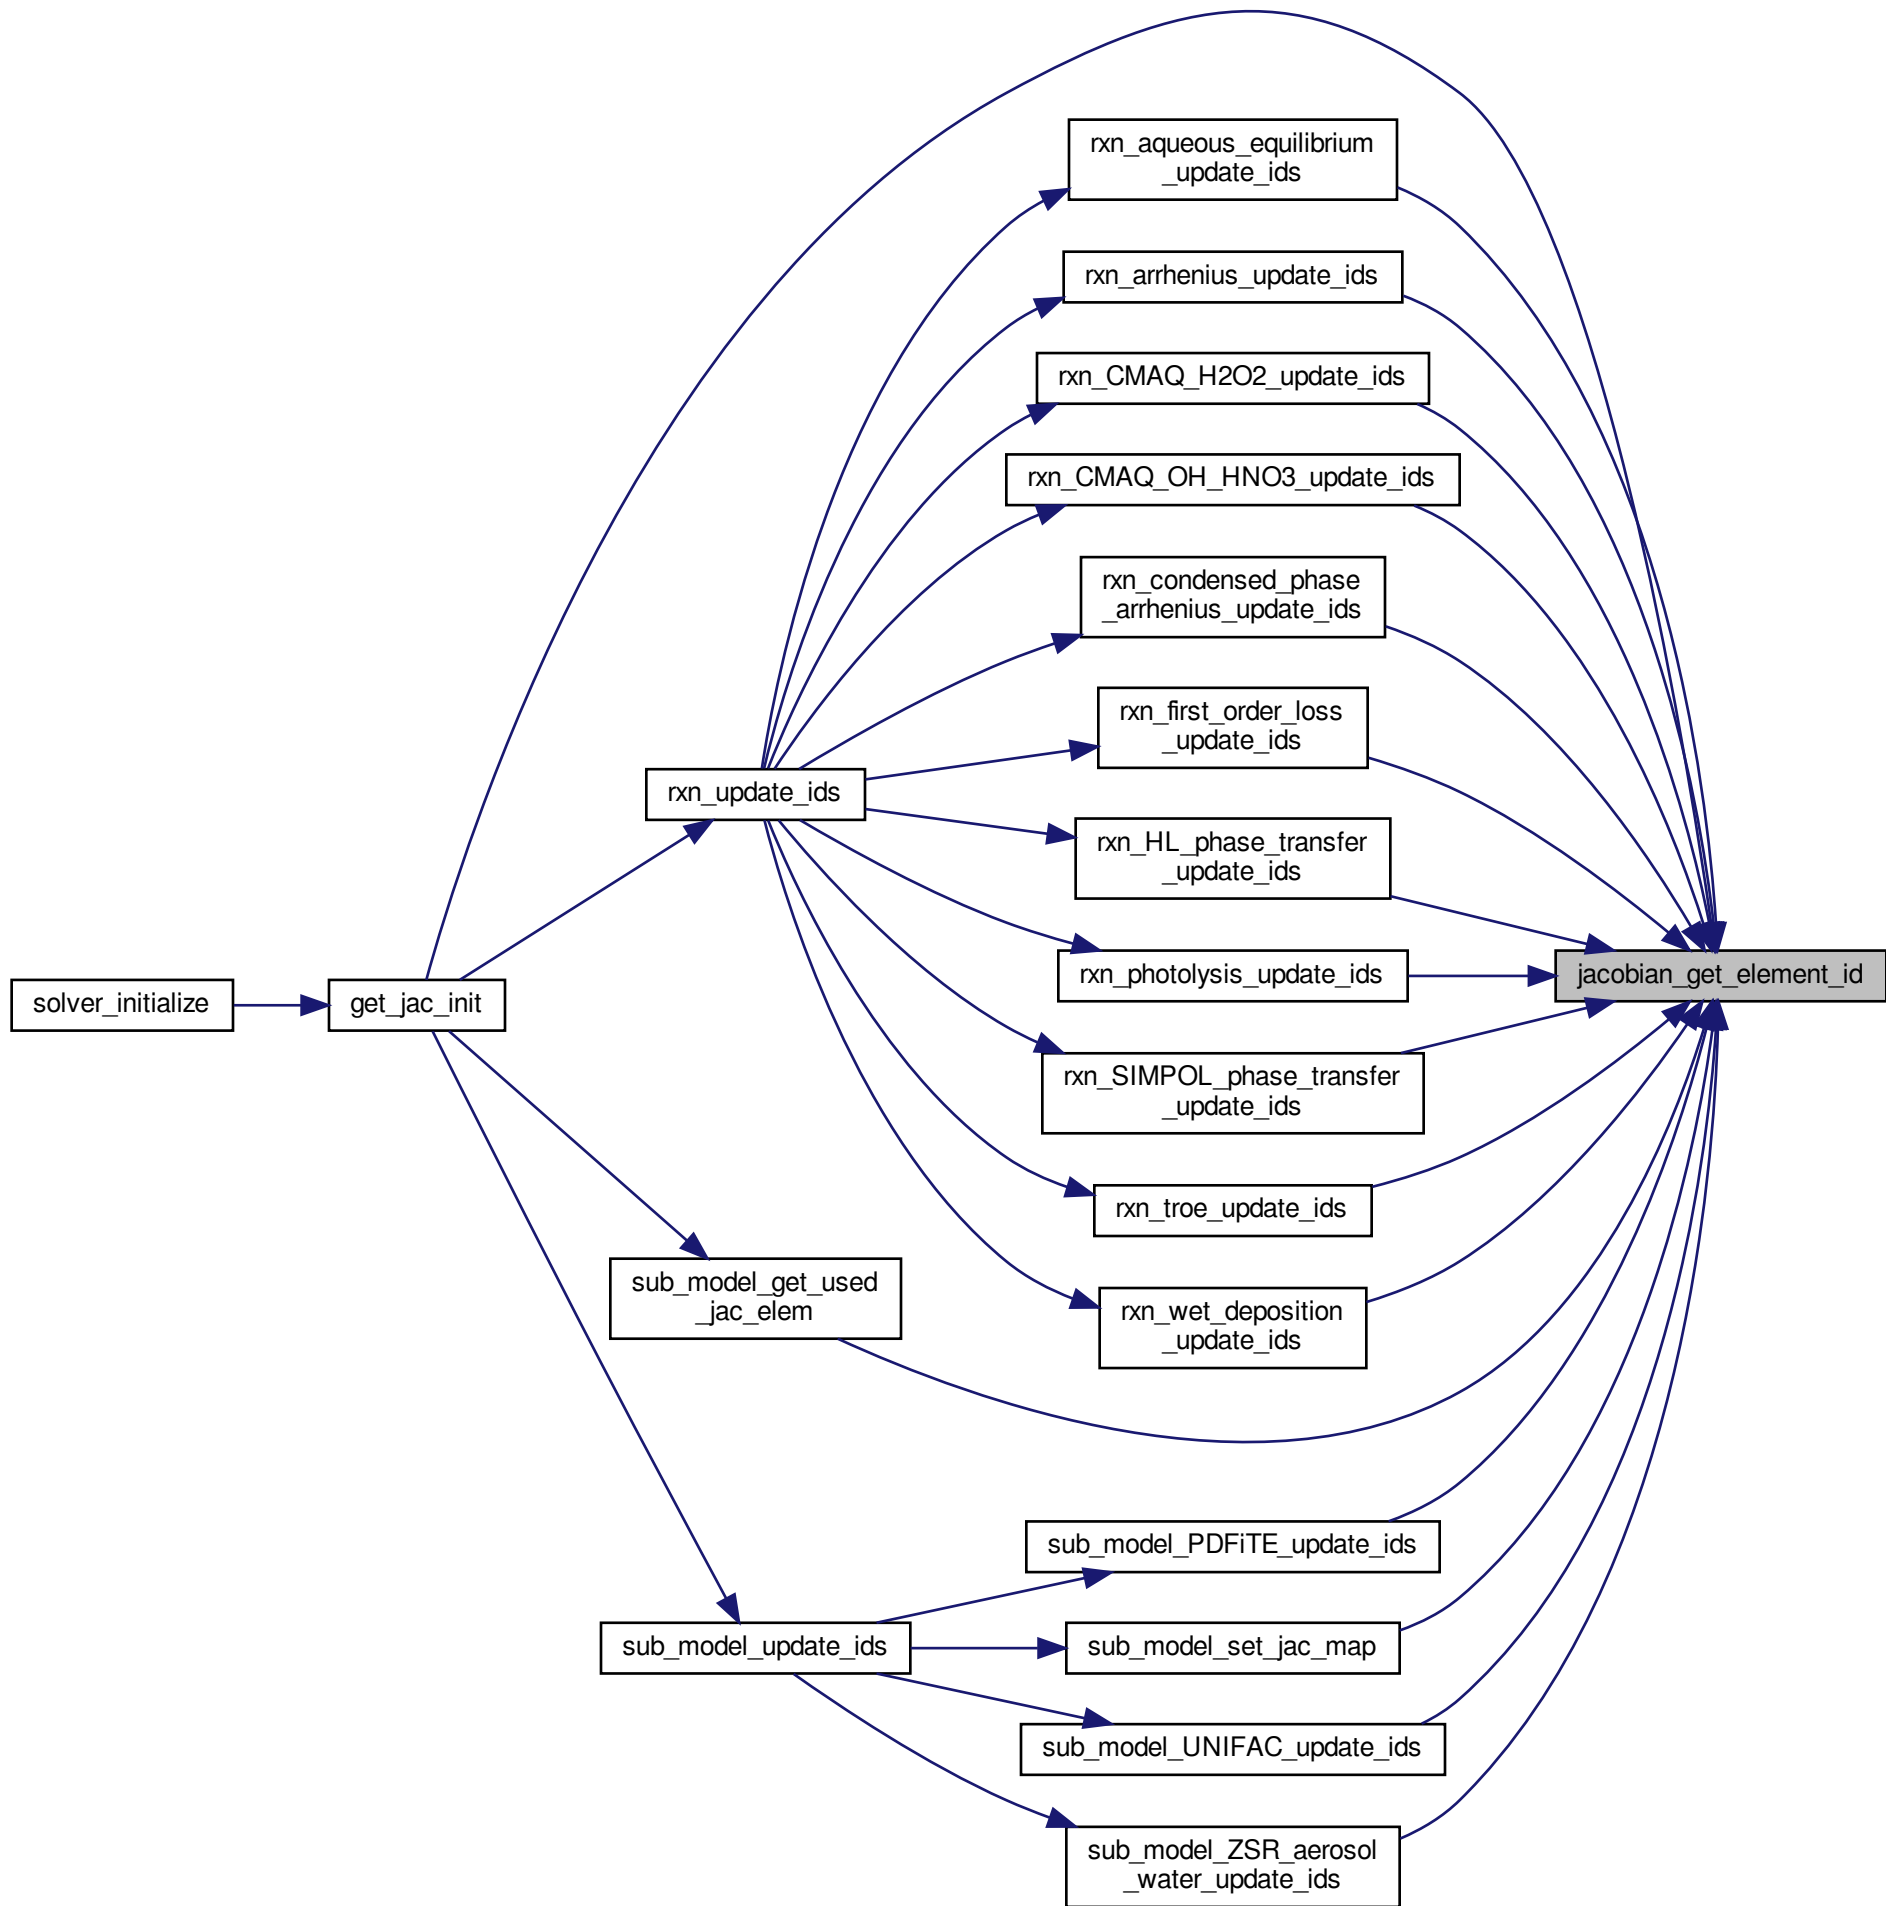 rxn_aqueous_equilibrium
_update_ids
rxn_arrhenius_update_ids
rxn_CMAQ_H2O2_update_ids
rxn_CMAQ_OH_HNO3_update_ids
rxn_condensed_phase
_arrhenius_update_ids
rxn_first_order_loss
_update_ids
rxn_update_ids
rxn_HL_phase_transfer
_update_ids
rxn_photolysis_update_ids
jacobian_get_element_id
solver_initialize
get_jac_init
rxn_SIMPOL_phase_transfer
_update_ids
rxn_troe_update_ids
sub_model_get_used
_jac_elem
rxn_wet_deposition
_update_ids
sub_model_PDFiTE_update_ids
sub_model_update_ids
sub_model_set_jac_map
sub_model_UNIFAC_update_ids
sub_model_ZSR_aerosol
_water_update_ids